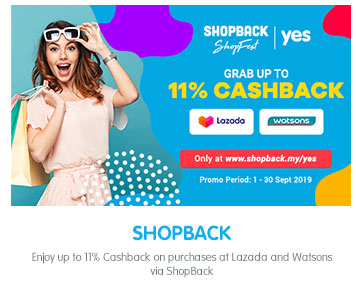 SHOPBACK
ShopFest
yes
GRAB UP TO
11% CASHBACK
Lazada
watsons
Only at www.shopback.my/yes
Promo Period: 1 - 30 Sept 2019
SHOPBACK
Enjoy up to 11% Cashback on purchases at Lazada and Watsons
via ShopBack